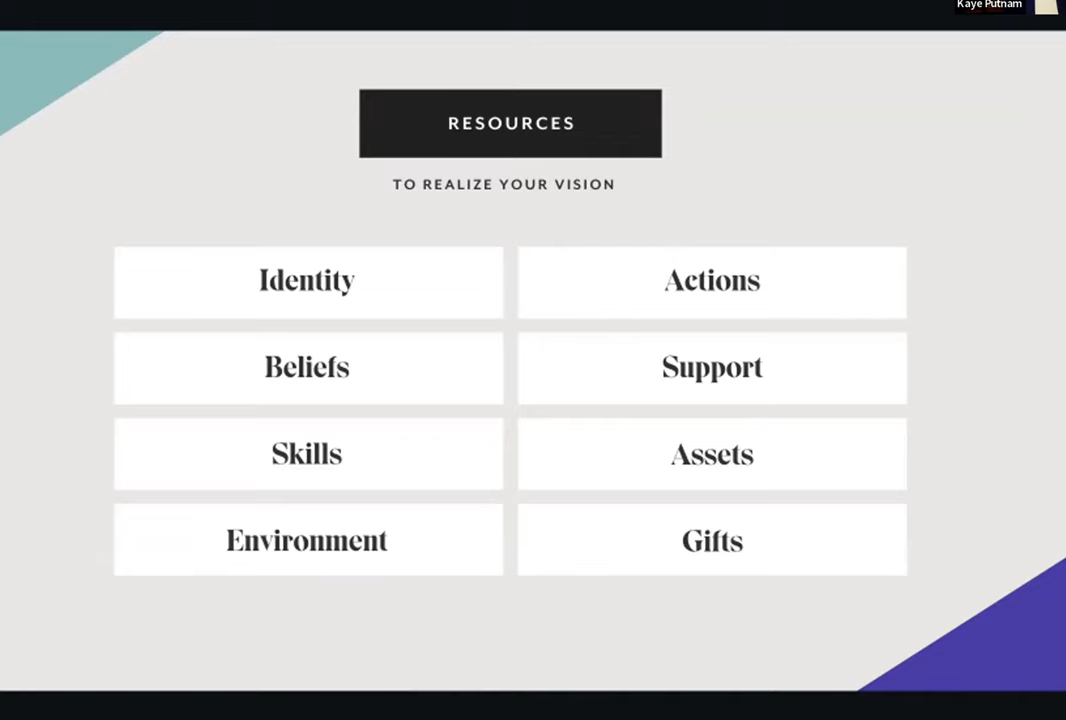 Kaye Putnam
RESOURCES
TO REALIZE YOUR VISION
Identity
Actions
Beliefs
Support
Skills
Assets
Environment
Gifts